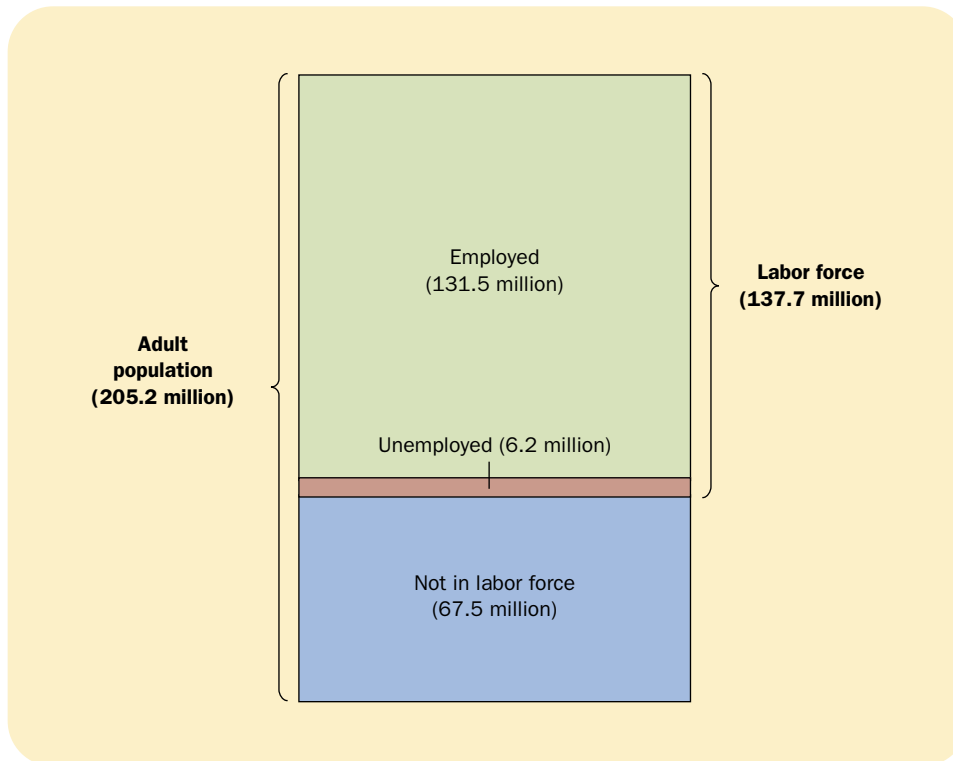 Employed
(131.5 million)
Labor force
(137.7 million)
Adult
population
(205.2 million)
Unemployed (6.2 million)
Not in labor force
(67.5 million)